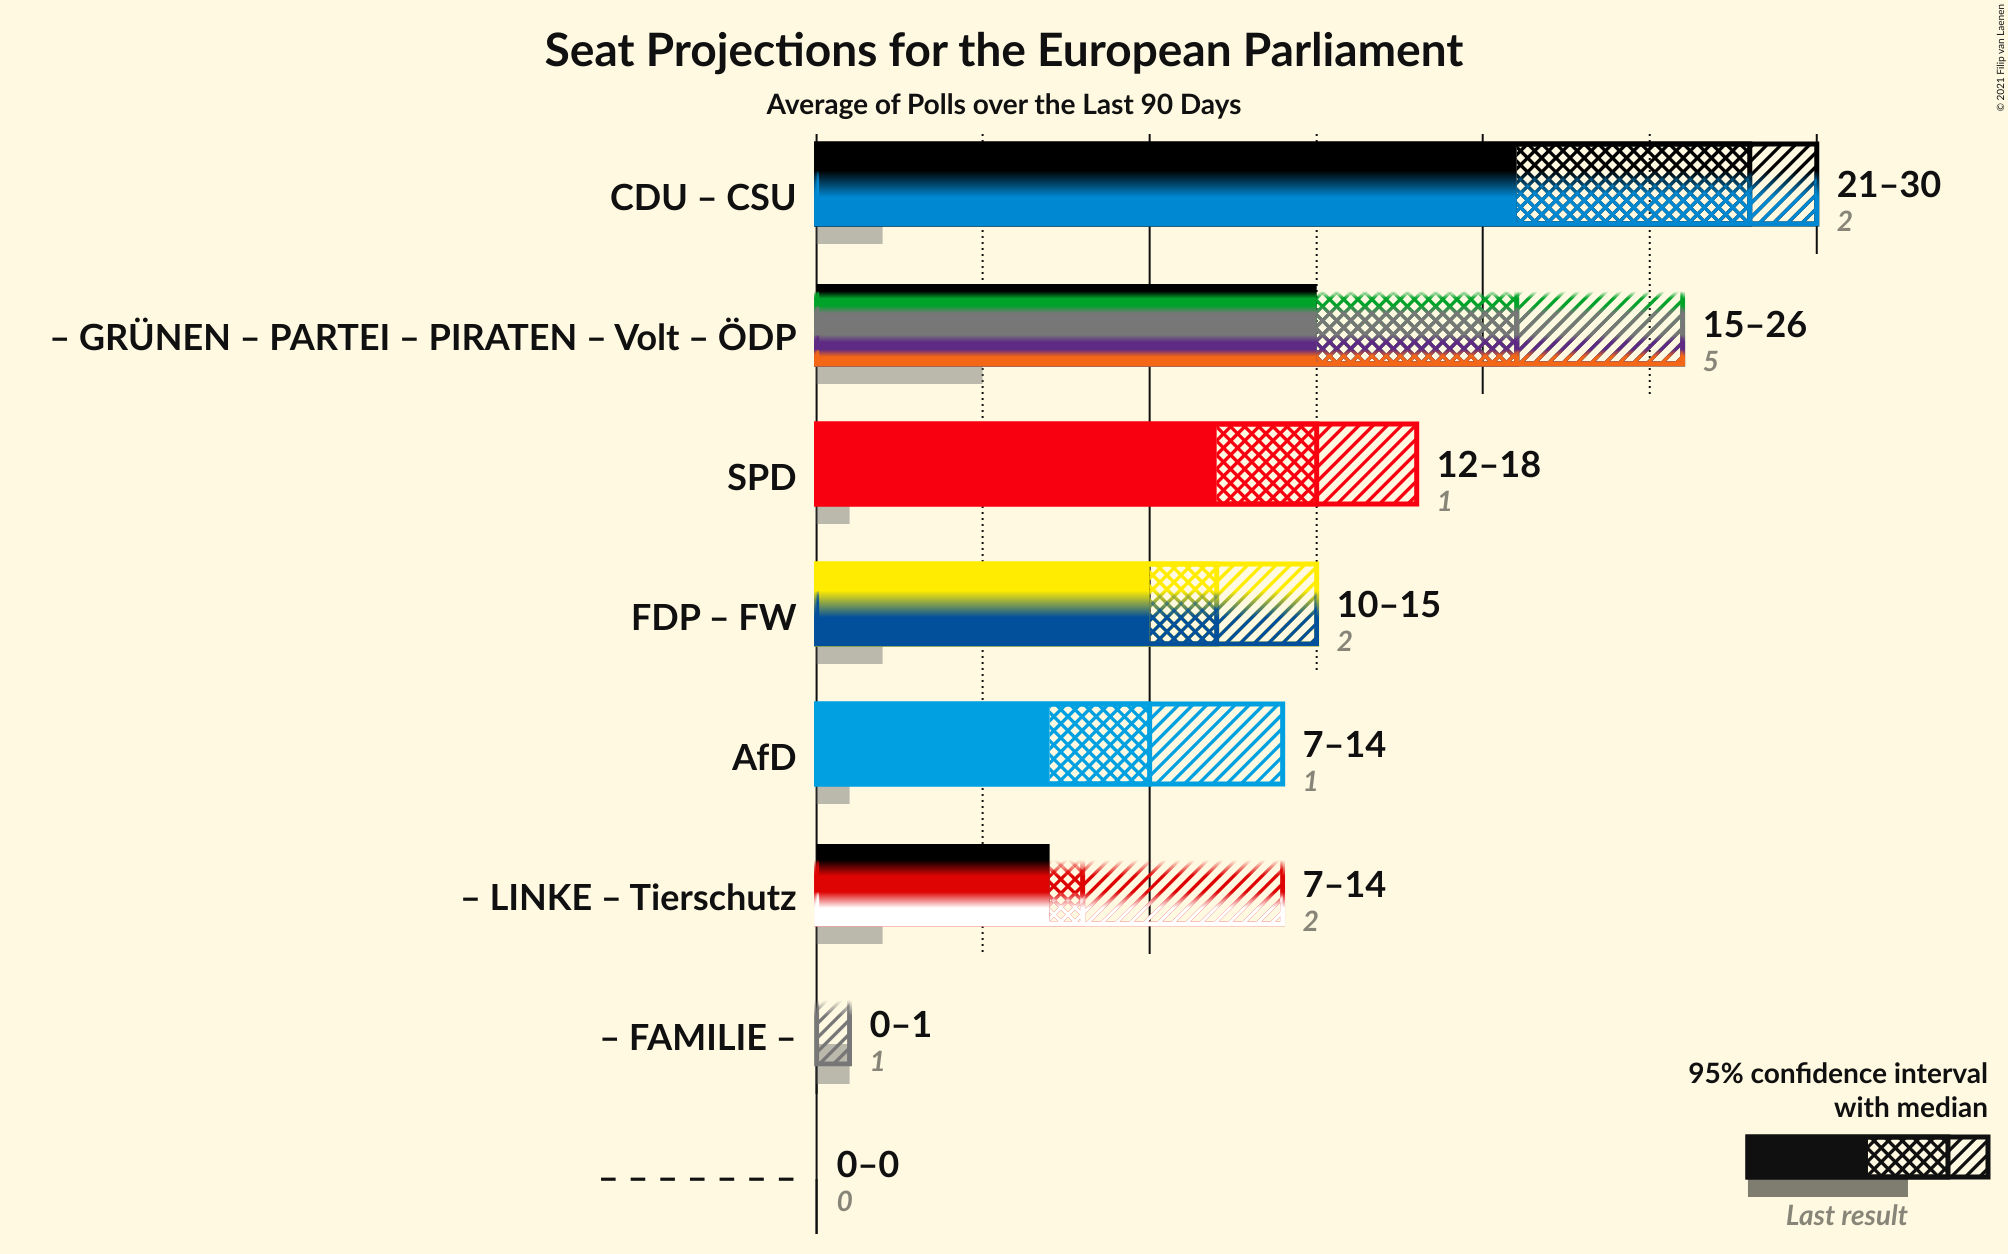 Seat Projections for the European Parliament
Average of Polls over the Last 90 Days
© 2021 Filip van Laenen
CDU – CSU
21–30
2
– GRÜNEN – PARTEI – PIRATEN – Volt – ÖDP
15–26
5
SPD
12–18
1
FDP – FW
10–15
2
AfD
7–14
1
– LINKE – Tierschutz
7–14
2
– FAMILIE –
0–1
1
– – – – – – –
0–0
0
95% confidence interval
with median
Last result